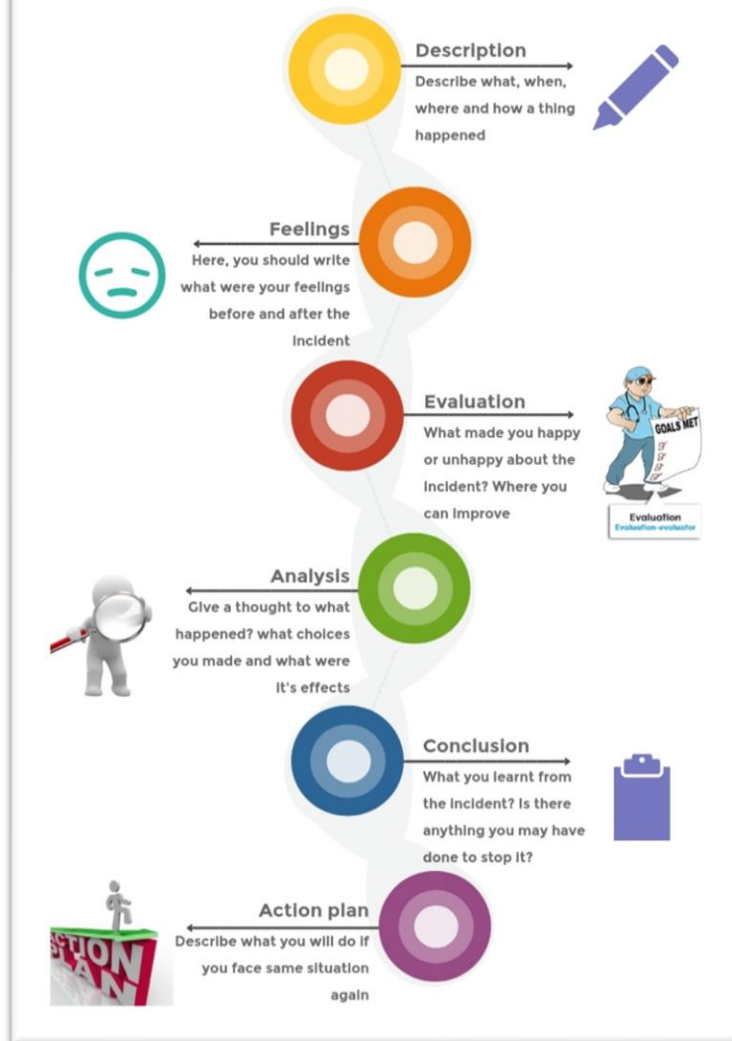 Description
Describe what, when,
where and how a thing
happened
Feelings
Here, you should write
what were your feelings
before and after the
incident
Evaluation
What made you happy
or unhappy about the
incident? Where you
can improve
GOALS MET
Evaluation
Evaluation-evaluator
Analysis
Give a thought to what
happened? what choices
you made and what were
it's effects
Conclusion
What you learnt from
the incident? Is there
anything you may have
done to stop it?
Action plan
Describe what you will do if
you face same situation
again
ACTION
PLAN